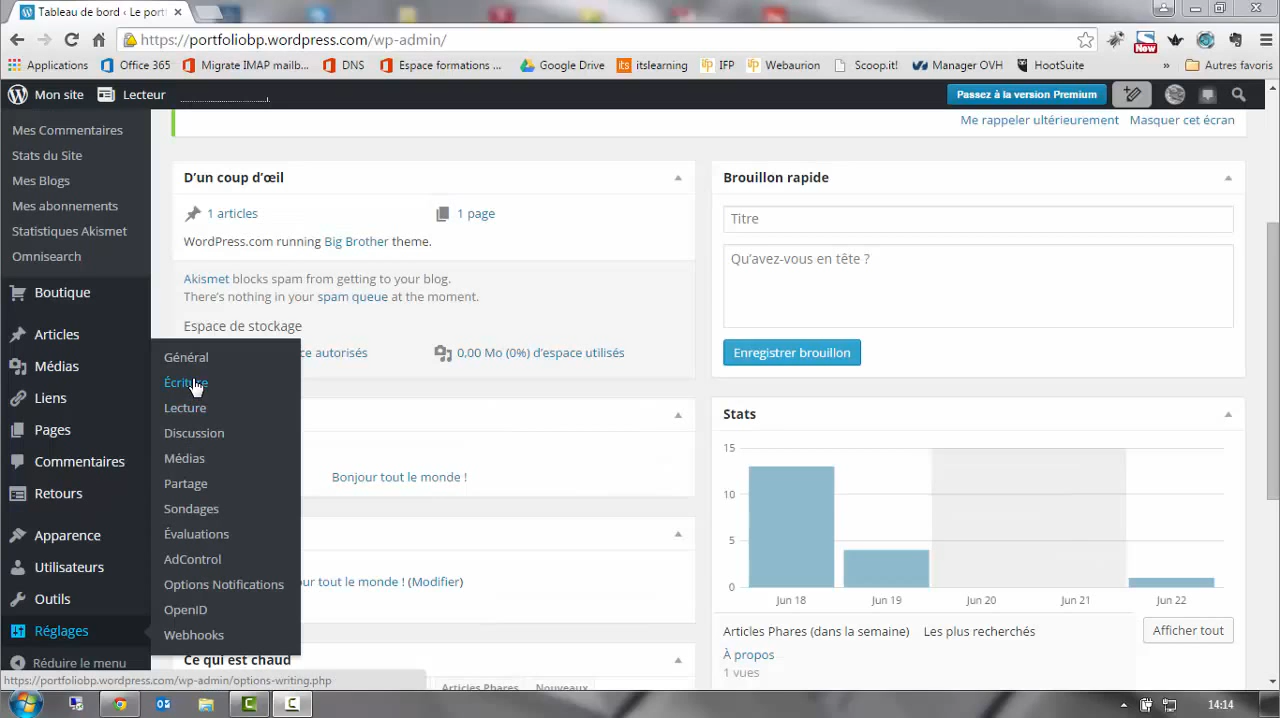 Tableau de bord ‹ Le port
https://portfoliobp.wordpress.com/wp-admin/
New
Applications
Office 365
Migrate IMAP mailb...
DNS
Espace formations ...
Google Drive
its
itslearning
ifp
IFP
ifp
Webaurion
Scoop.it!
Manager OVH
HootSuite
»
Autres favoris
Mon site
Lecteur
Passez à la version Premium
Me rappeler ultérieurement
Masquer cet écran
Mes Commentaires
Stats du Site
Mes Blogs
Mes abonnements
Statistiques Akismet
Omnisearch
Boutique
Articles
Médias
Liens
Pages
Commentaires
Retours
Apparence
Utilisateurs
Outils
Réglages
Réduire le menu
Général
Écriture
Lecture
Discussion
Médias
Partage
Sondages
Évaluations
AdControl
Options Notifications
OpenID
Webhooks
D’un coup d’œil
1 articles
1 page
WordPress.com running Big Brother theme.
Akismet blocks spam from getting to your blog.
There’s nothing in your spam queue at the moment.
Espace de stockage
ce autorisés
0,00 Mo (0%) d’espace utilisés
Bonjour tout le monde !
ur tout le monde ! (Modifier)
Ce qui est chaud
Articles Phares
Nouveaux
Brouillon rapide
Titre
Qu’avez-vous en tête ?
Enregistrer brouillon
Stats
15
10
5
0
Jun 18
Jun 19
Jun 20
Jun 21
Jun 22
Articles Phares (dans la semaine)
Les plus recherchés
Afficher tout
À propos
1 vues
https://portfoliobp.wordpress.com/wp-admin/options-writing.php
14:14